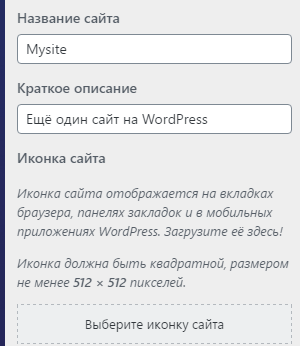 Название сайта
Mysite
Краткое описание
Ещё один сайт на WordPress
Иконка сайта
Иконка сайта отображается на вкладках
браузера, панелях закладок и в мобильных
приложениях WordPress. Загрузите её здесь!
Иконка должна быть квадратной, размером
не менее 512 × 512 пикселей.
Выберите иконку сайта